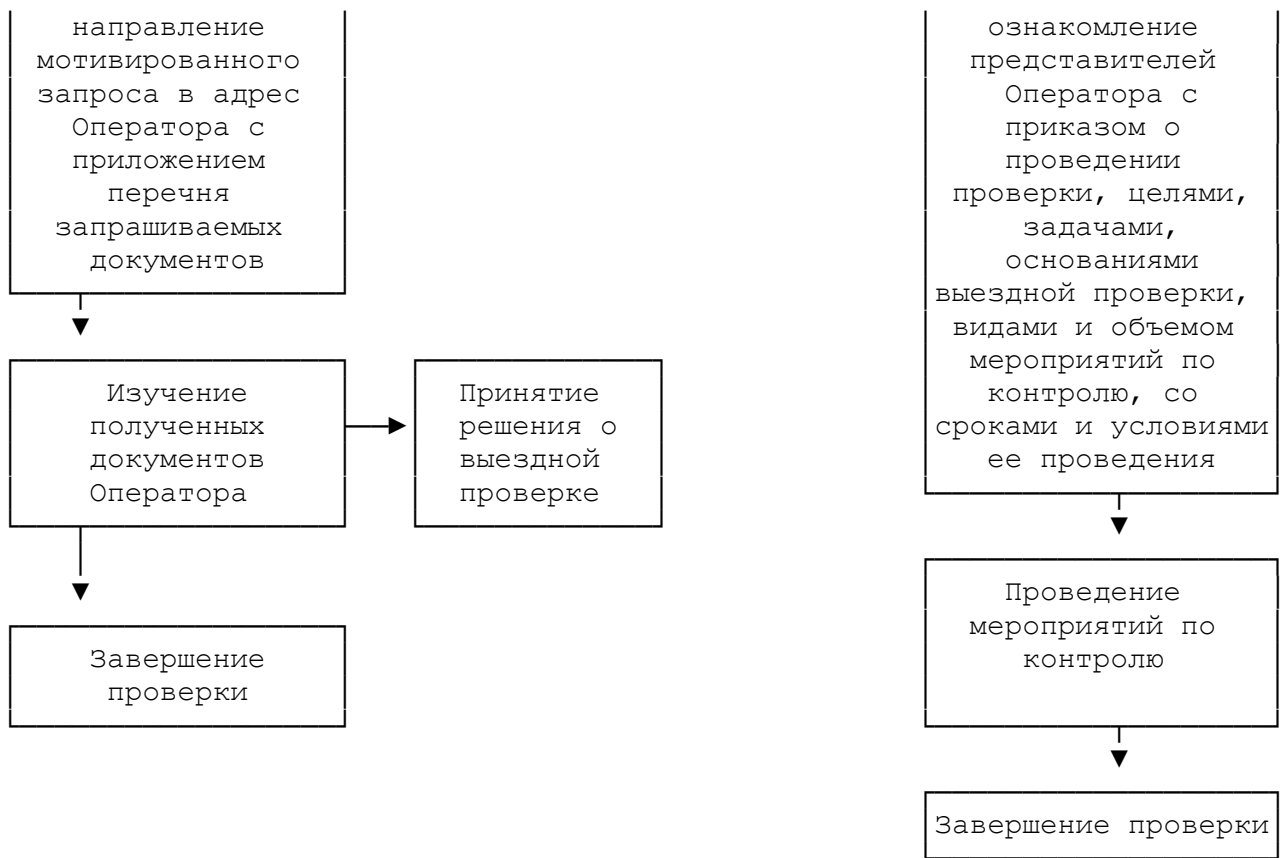 направление
мотивированного
запроса в адрес
Оператора с
приложением
перечня
запрашиваемых
документов
Изучение
полученных
документов
Оператора
Принятие
решения о
выездной
проверке
Завершение
проверки
ознакомление
представителей
Оператора с
приказом о
проведении
проверки, целями,
задачами,
основаниями
выездной проверки,
видами и объемом
мероприятий по
контролю, со
сроками и условиями
ее проведения
Проведение
мероприятий по
контролю
Завершение проверки